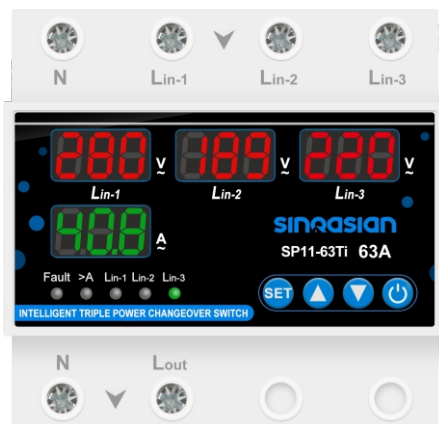 N Lin-1 Lin-2 Lin-3
280 V~ 189 V~ 220 V~
Lin-1 Lin-2 Lin-3
40.8 A~
sinqasian
SP11-63Ti 63A
Fault >A Lin-1 Lin-2 Lin-3
SET
INTELLIGENT TRIPLE POWER CHANGEOVER SWITCH
N Lout